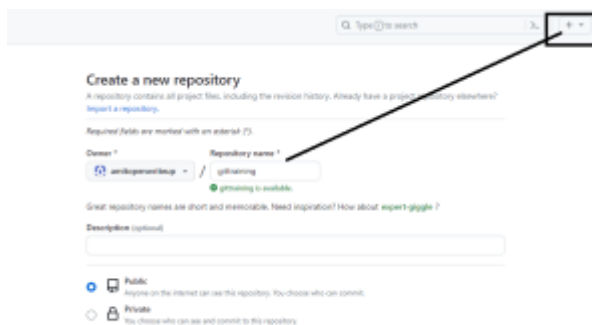 Type / to search
Create a new repository
A repository contains all project files, including the revision history. Already have a project repository elsewhere?
Import a repository.
Required fields are marked with an asterisk (*).
Owner * Repository name *
/ gittraining
gittraining is available.
Great repository names are short and memorable. Need inspiration? How about expert-giggle ?
Description (optional)
Public
Anyone on the internet can see this repository. You choose who can commit.
Private
You choose who can see and commit to this repository.